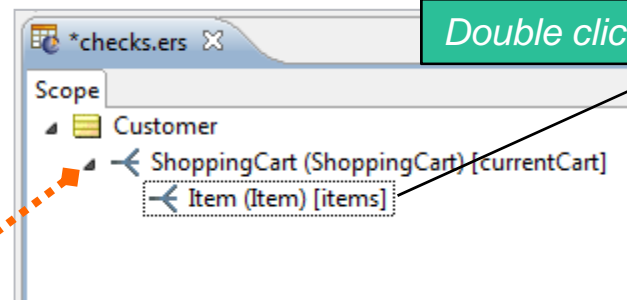 *checks.ers
Double clic
Scope
Customer
ShoppingCart (ShoppingCart) [currentCart]
Item (Item) [items]